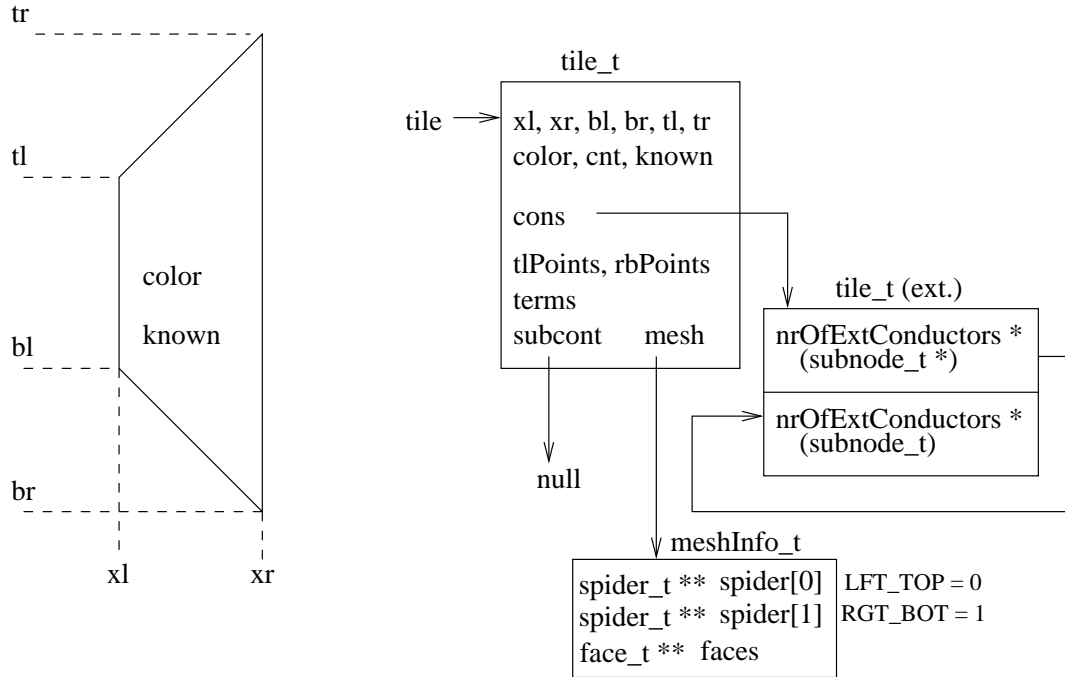 tr
tl
bl
br
xl
xr
color
known
tile_t
tile
xl, xr, bl, br, tl, tr
color, cnt, known
cons
tlPoints, rbPoints
terms
subcont mesh
null
tile_t (ext.)
nrOfExtConductors *
(subnode_t *)
nrOfExtConductors *
(subnode_t)
meshInfo_t
spider_t ** spider[0] LFT_TOP = 0
spider_t ** spider[1] RGT_BOT = 1
face_t ** faces